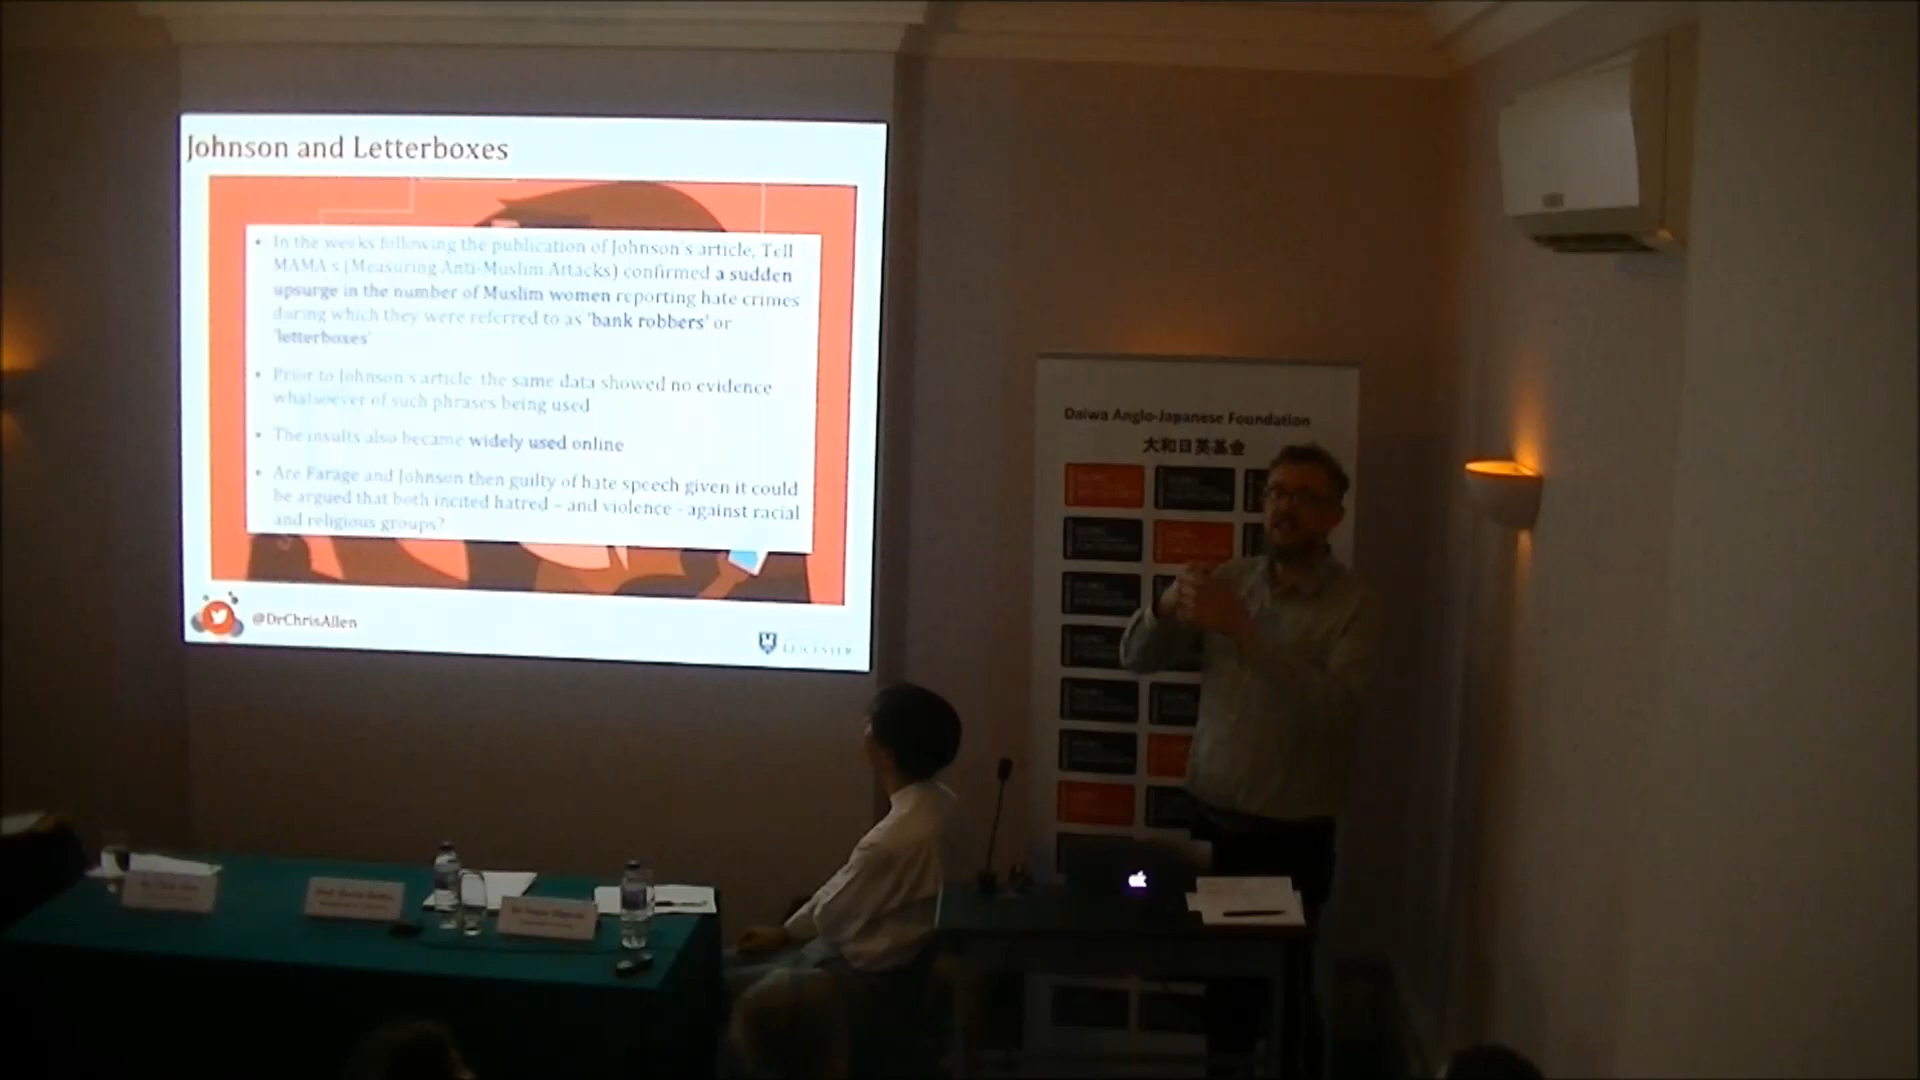 Johnson and Letterboxes
• In the weeks following the publication of Johnson's article, Tell
MAMA's (Measuring Anti-Muslim Attacks) confirmed a sudden
upsurge in the number of Muslim women reporting hate crimes
during which they were referred to as 'bank robbers' or
'letterboxes'
• Prior to Johnson's article, the same data showed no evidence
whatsoever of such phrases being used
• The insults also became widely used online
• Are Farage and Johnson then guilty of hate speech given it could
be argued that both incited hatred – and violence - against racial
and religious groups?
@DrChrisAllen
LEICESTER
Daiwa Anglo-Japanese Foundation
大和日英基金